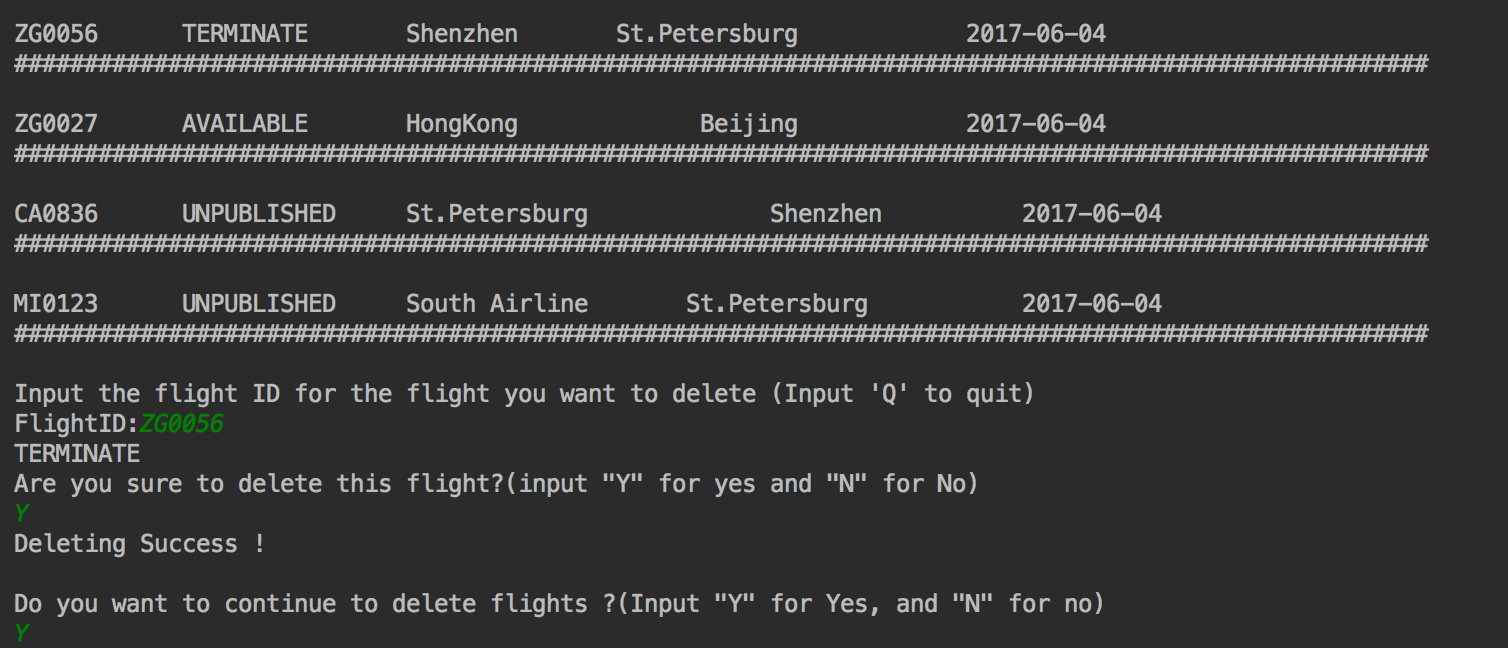 ZG0056      TERMINATE       Shenzhen       St.Petersburg            2017-06-04
#####################################################################################################
ZG0027      AVAILABLE       HongKong             Beijing            2017-06-04
#####################################################################################################
CA0836      UNPUBLISHED     St.Petersburg             Shenzhen          2017-06-04
#####################################################################################################
MI0123      UNPUBLISHED     South Airline       St.Petersburg           2017-06-04
#####################################################################################################
Input the flight ID for the flight you want to delete (Input 'Q' to quit)
FlightID:ZG0056
TERMINATE
Are you sure to delete this flight?(input "Y" for yes and "N" for No)
Y
Deleting Success !
Do you want to continue to delete flights ?(Input "Y" for Yes, and "N" for no)
Y